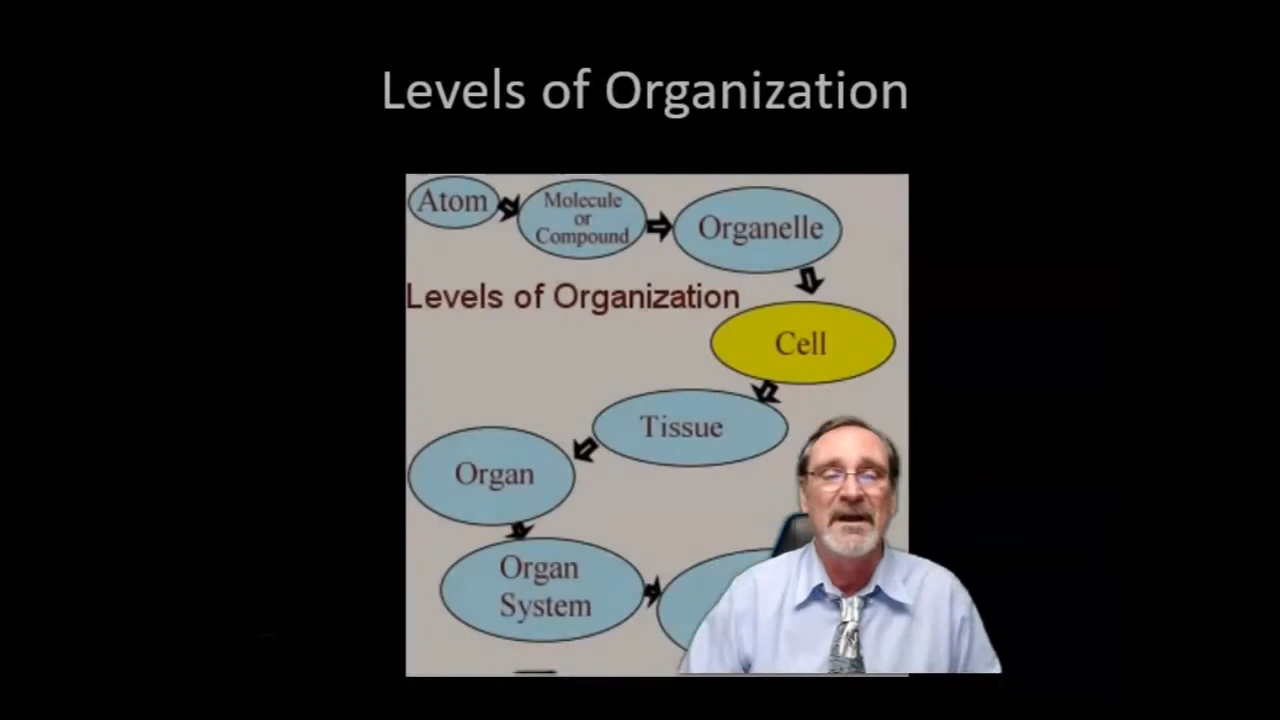 Levels of Organization
Atom
Molecule
or
Compound
Organelle
Levels of Organization
Cell
Tissue
Organ
Organ
System